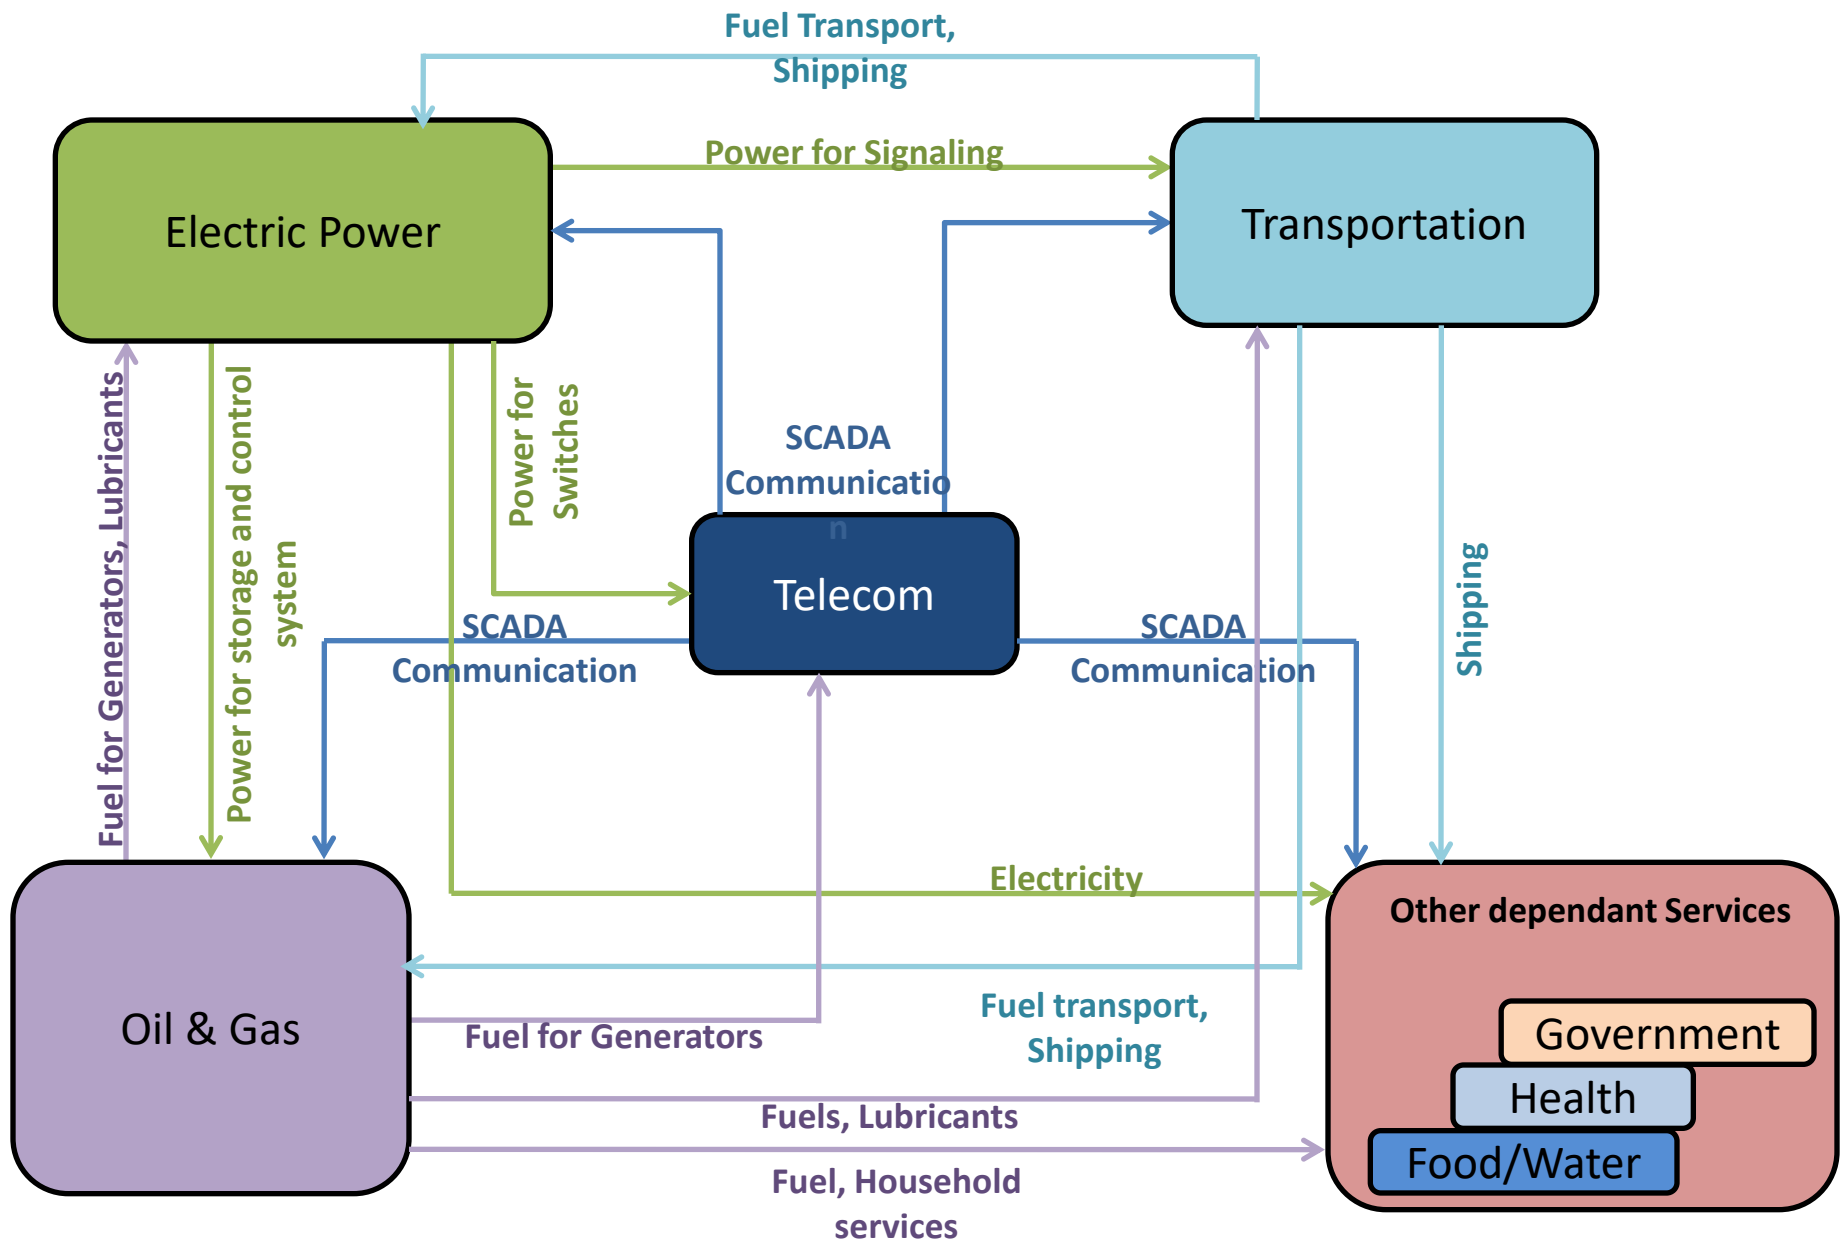 Fuel Transport,
Shipping
Power for Signaling
Electric Power
Transportation
Fuel for Generators, Lubricants
Power for storage and control
system
Power for
Switches
SCADA
Communicatio
n
Telecom
Shipping
SCADA
Communication
SCADA
Communication
Electricity
Other dependant Services
Oil & Gas
Fuel for Generators
Fuel transport,
Shipping
Government
Health
Food/Water
Fuels, Lubricants
Fuel, Household
services